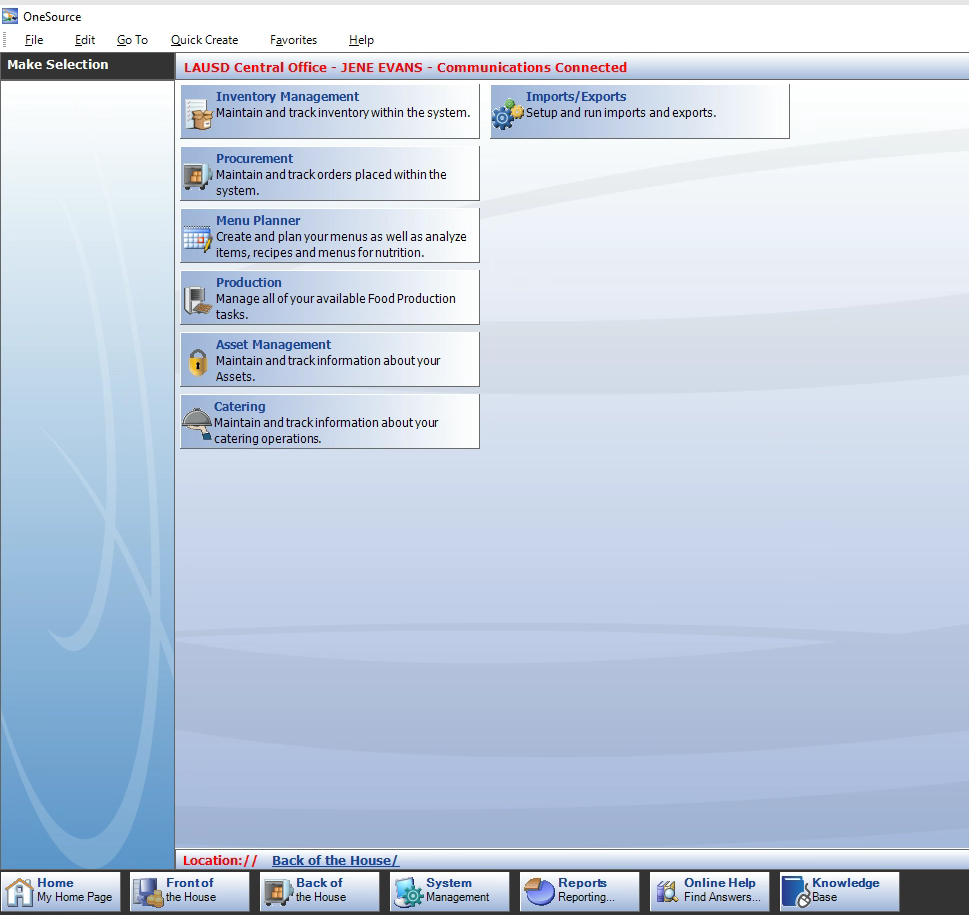 OneSource
File Edit Go To Quick Create Favorites Help
Make Selection
LAUSD Central Office - JENE EVANS - Communications Connected
Inventory Management
Maintain and track inventory within the system.
Imports/Exports
Setup and run imports and exports.
Procurement
Maintain and track orders placed within the
system.
Menu Planner
Create and plan your menus as well as analyze
items, recipes and menus for nutrition.
Production
Manage all of your available Food Production
tasks.
Asset Management
Maintain and track information about your
Assets.
Catering
Maintain and track information about your
catering operations.
Location:// Back of the House/
Home
My Home Page
Front of
the House
Back of
the House
System
Management
Reports
Reporting...
Online Help
Find Answers...
Knowledge
Base